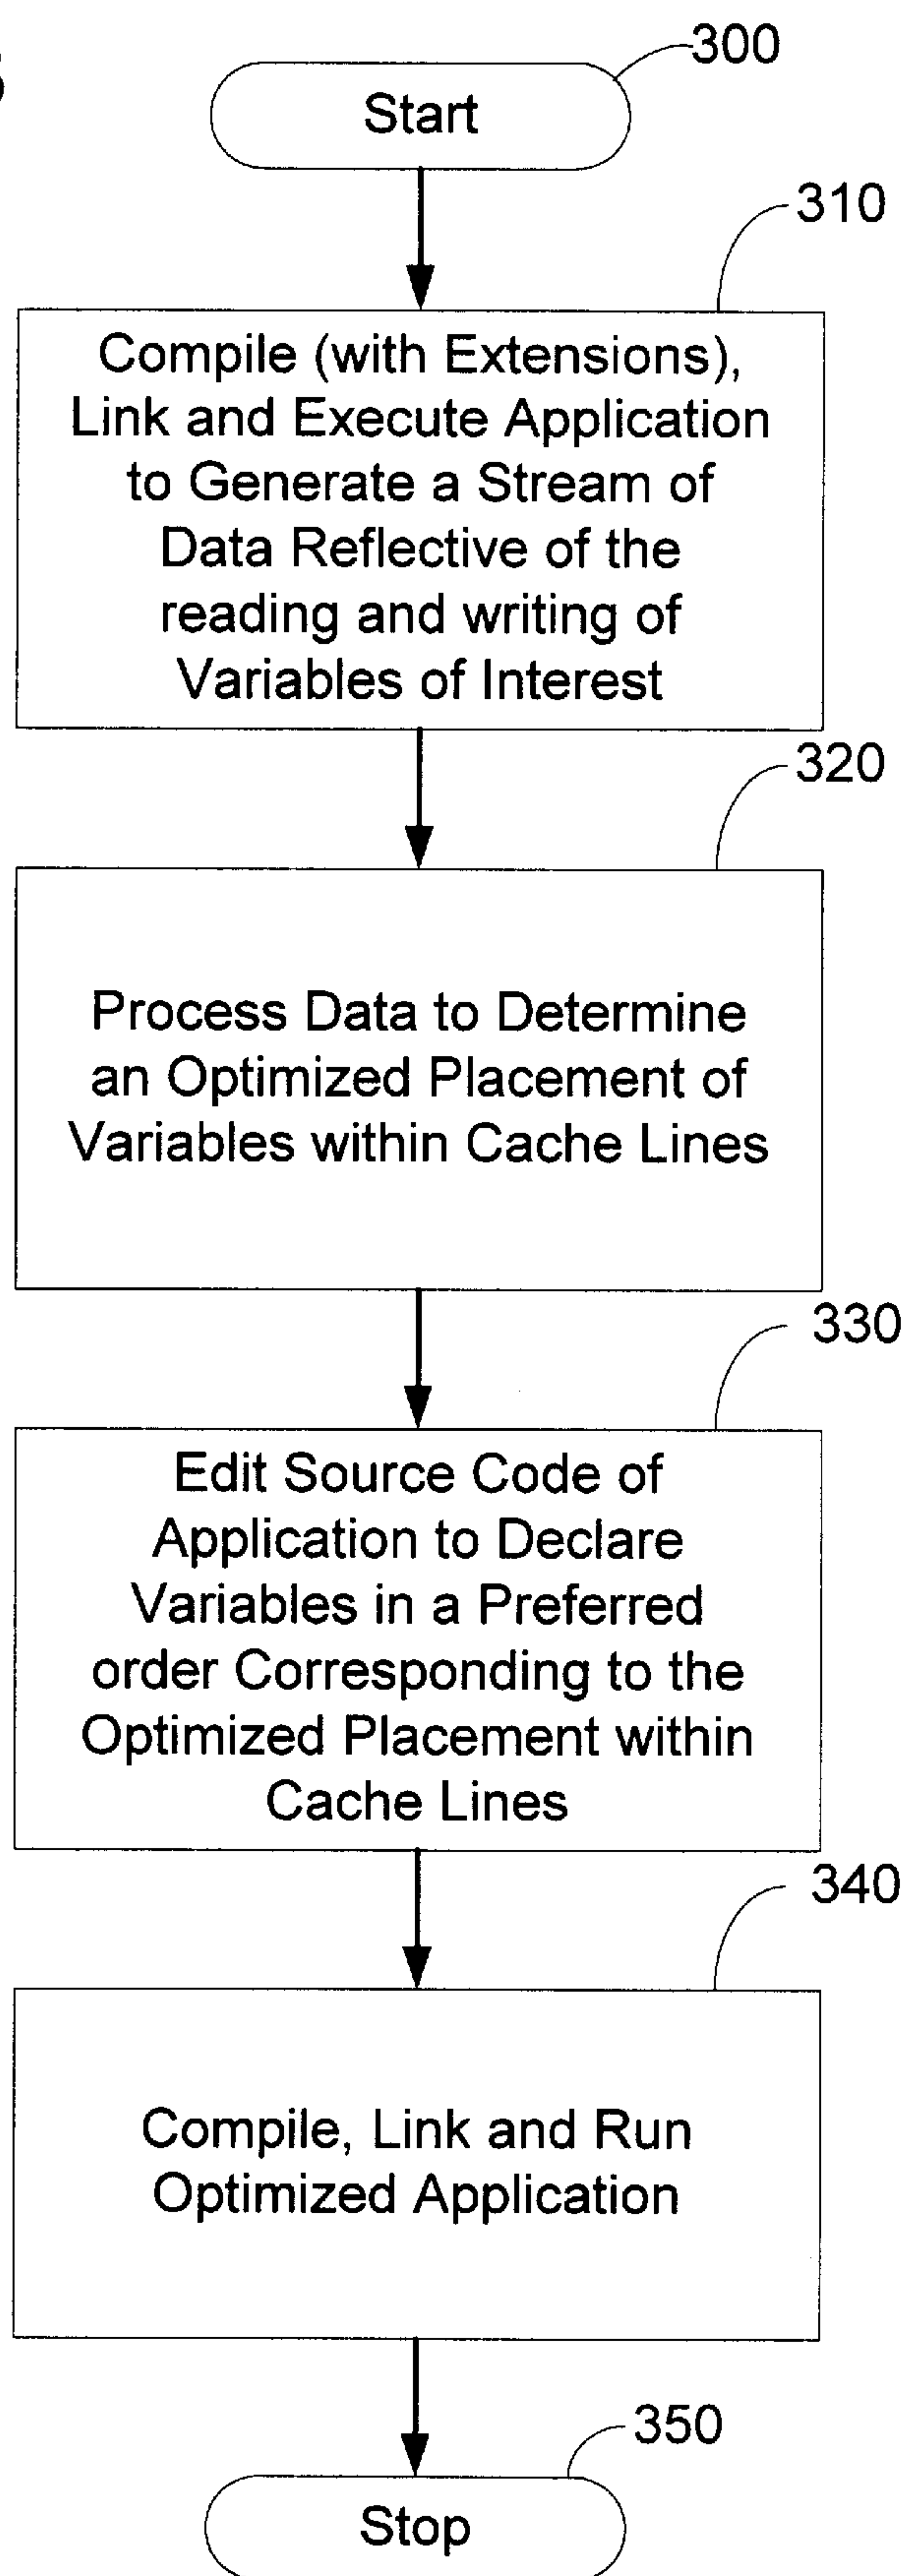 300
Start
310
Compile (with Extensions),
Link and Execute Application
to Generate a Stream of
Data Reflective of the
reading and writing of
Variables of Interest
320
Process Data to Determine
an Optimized Placement of
Variables within Cache Lines
330
Edit Source Code of
Application to Declare
Variables in a Preferred
order Corresponding to the
Optimized Placement within
Cache Lines
340
Compile, Link and Run
Optimized Application
350
Stop